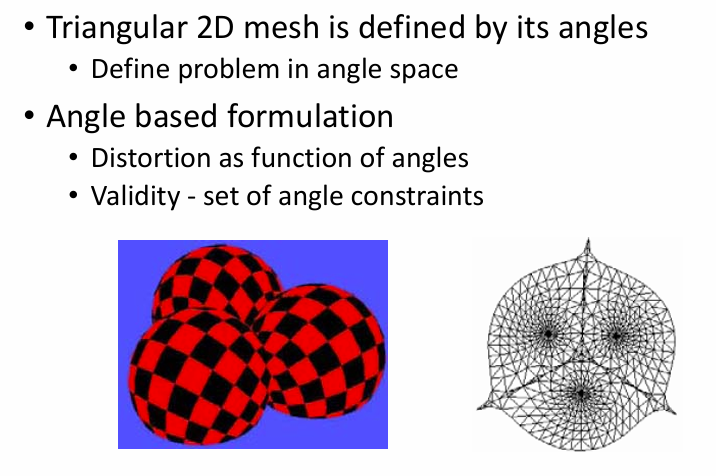 • Triangular 2D mesh is defined by its angles
• Define problem in angle space
• Angle based formulation
• Distortion as function of angles
• Validity - set of angle constraints